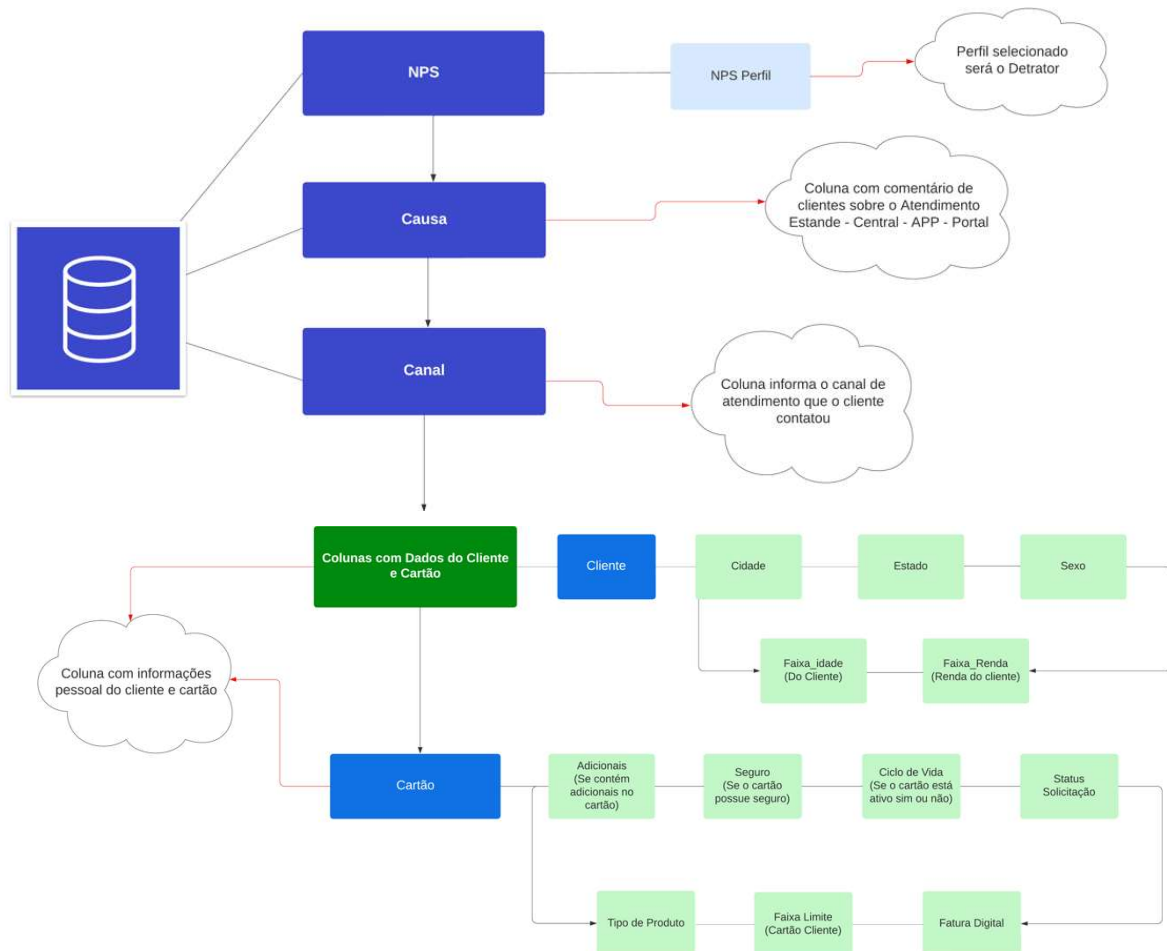 NPS
NPS Perfil
Perfil selecionado
será o Detrator
Causa
Coluna com comentário de
clientes sobre o Atendimento
Estande - Central - APP - Portal
Canal
Coluna informa o canal de
atendimento que o cliente
contatou
Colunas com Dados do Cliente
e Cartão
Cliente
Cidade
Estado
Sexo
Coluna com informações
pessoal do cliente e cartão
Faixa_idade
(Do Cliente)
Faixa_Renda
(Renda do cliente)
Cartão
Adicionais
(Se contém
adicionais no
cartão)
Seguro
(Se o cartão
possue seguro)
Ciclo de Vida
(Se o cartão está
ativo sim ou não)
Status
Solicitação
Tipo de Produto
Faixa Limite
(Cartão Cliente)
Fatura Digital